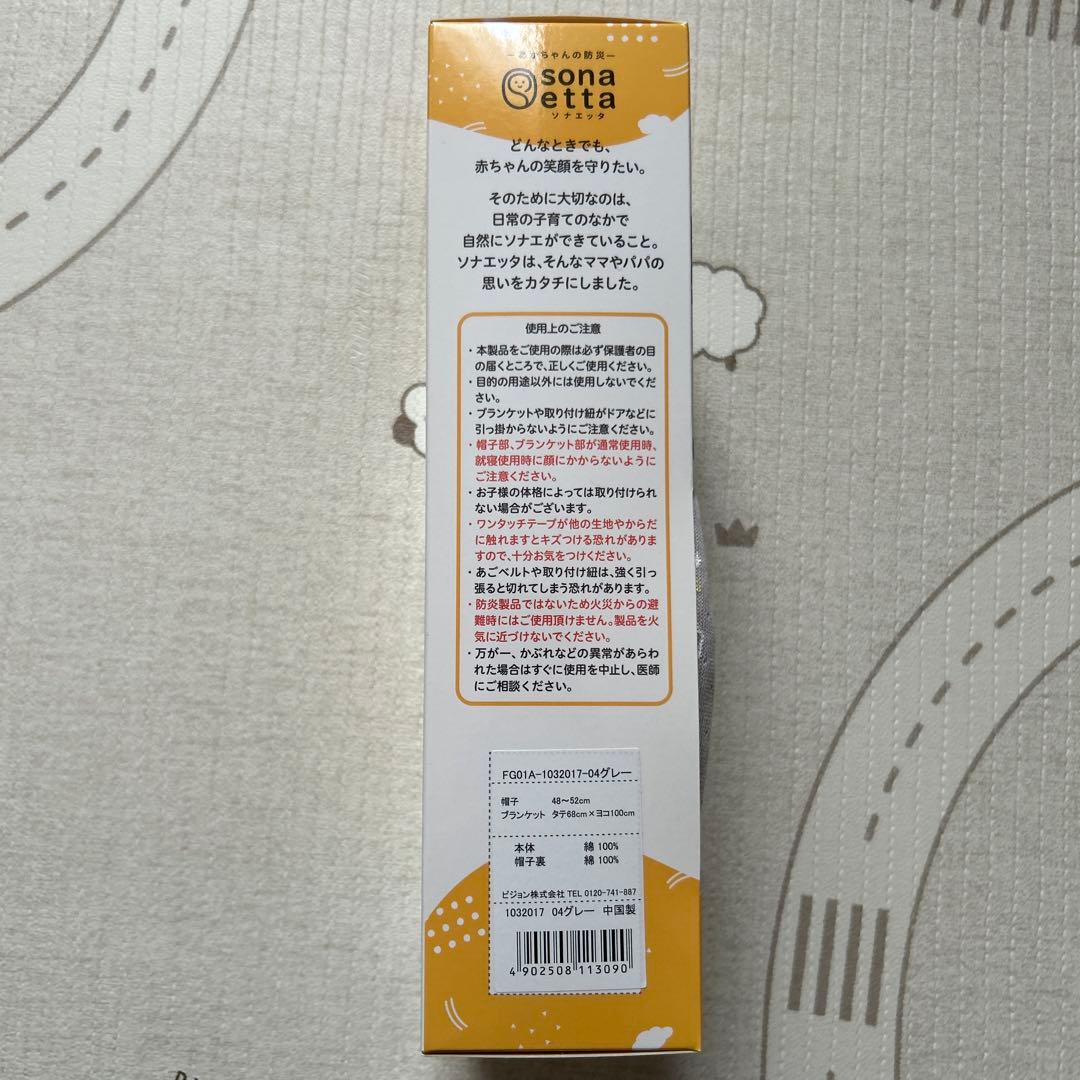 ーあかちゃんの防災ー
sona
etta
ソナエッタ
どんなときでも、
赤ちゃんの笑顔を守りたい。
そのために大切なのは、
日常の子育てのなかで
自然にソナエができていること。
ソナエッタは、そんなママやパパの
思いをカタチにしました。
使用上のご注意
・本製品をご使用の際は必ず保護者の目
の届くところで、正しくご使用ください。
・目的の用途以外には使用しないでくだ
さい。
・ブランケットや取り付け紐がドアなどに
引っ掛からないようにご注意ください。
・帽子部、ブランケット部が通常使用時、
就寝使用時に顔にかからないように
ご注意ください。
・お子様の体格によっては取り付けられ
ない場合がございます。
・ワンタッチテープが他の生地やからだ
に触れますとキズつける恐れがありま
すので、十分お気をつけください。
・あごベルトや取り付け紐は、強く引っ
張ると切れてしまう恐れがあります。
・防炎製品ではないため火災からの避
難時にはご使用頂けません。製品を火
気に近づけないでください。
・万が一、かぶれなどの異常があらわ
れた場合はすぐに使用を中止し、医師
にご相談ください。
FG01A-1032017-04グレー
帽子 48～52cm
ブランケット タテ68cm×ヨコ100cm
本体 綿 100%
帽子裏 綿 100%
ピジョン株式会社 TEL 0120-741-887
1032017 04グレー 中国製
4 902508 113090